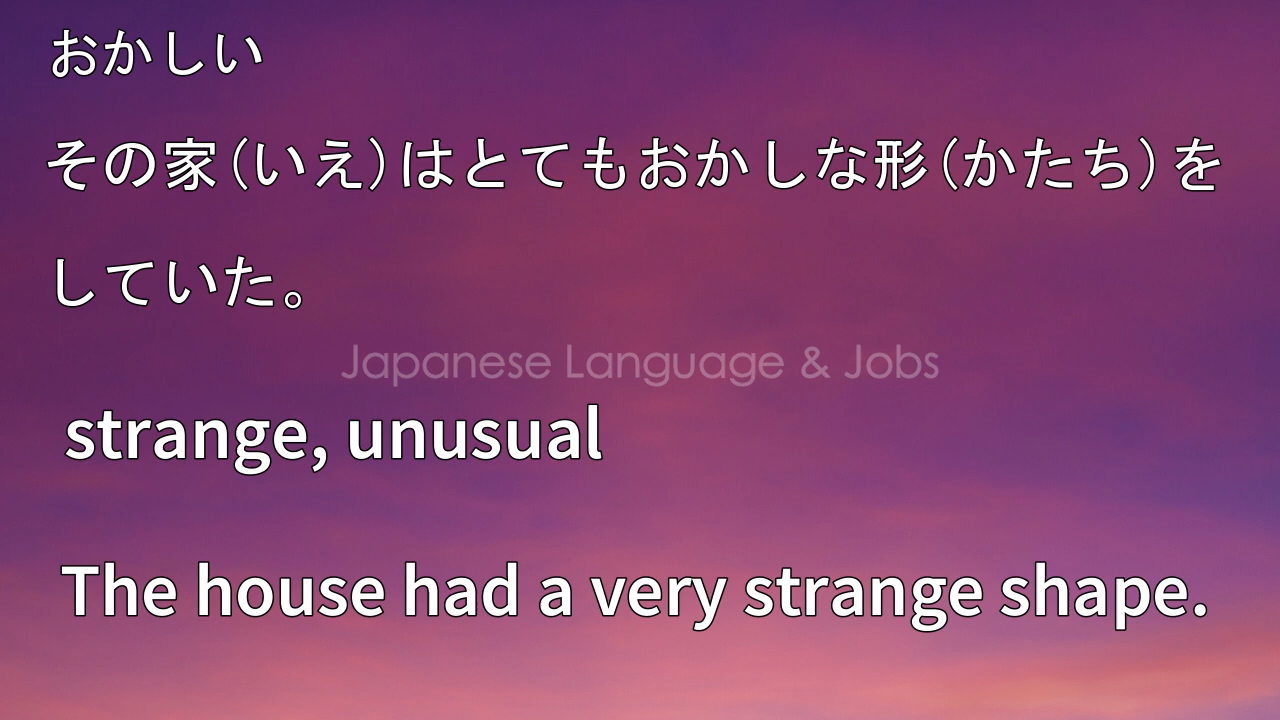 おかしい
その家（いえ）はとてもおかしな形（かたち）を
していた。
Japanese Language & Jobs
strange, unusual
The house had a very strange shape.